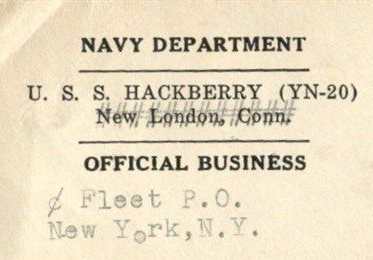 NAVY DEPARTMENT
U. S. S. HACKBERRY (YN-20)
New London, Conn.
OFFICIAL BUSINESS
¢ Fleet P.O.
New York,N.Y.